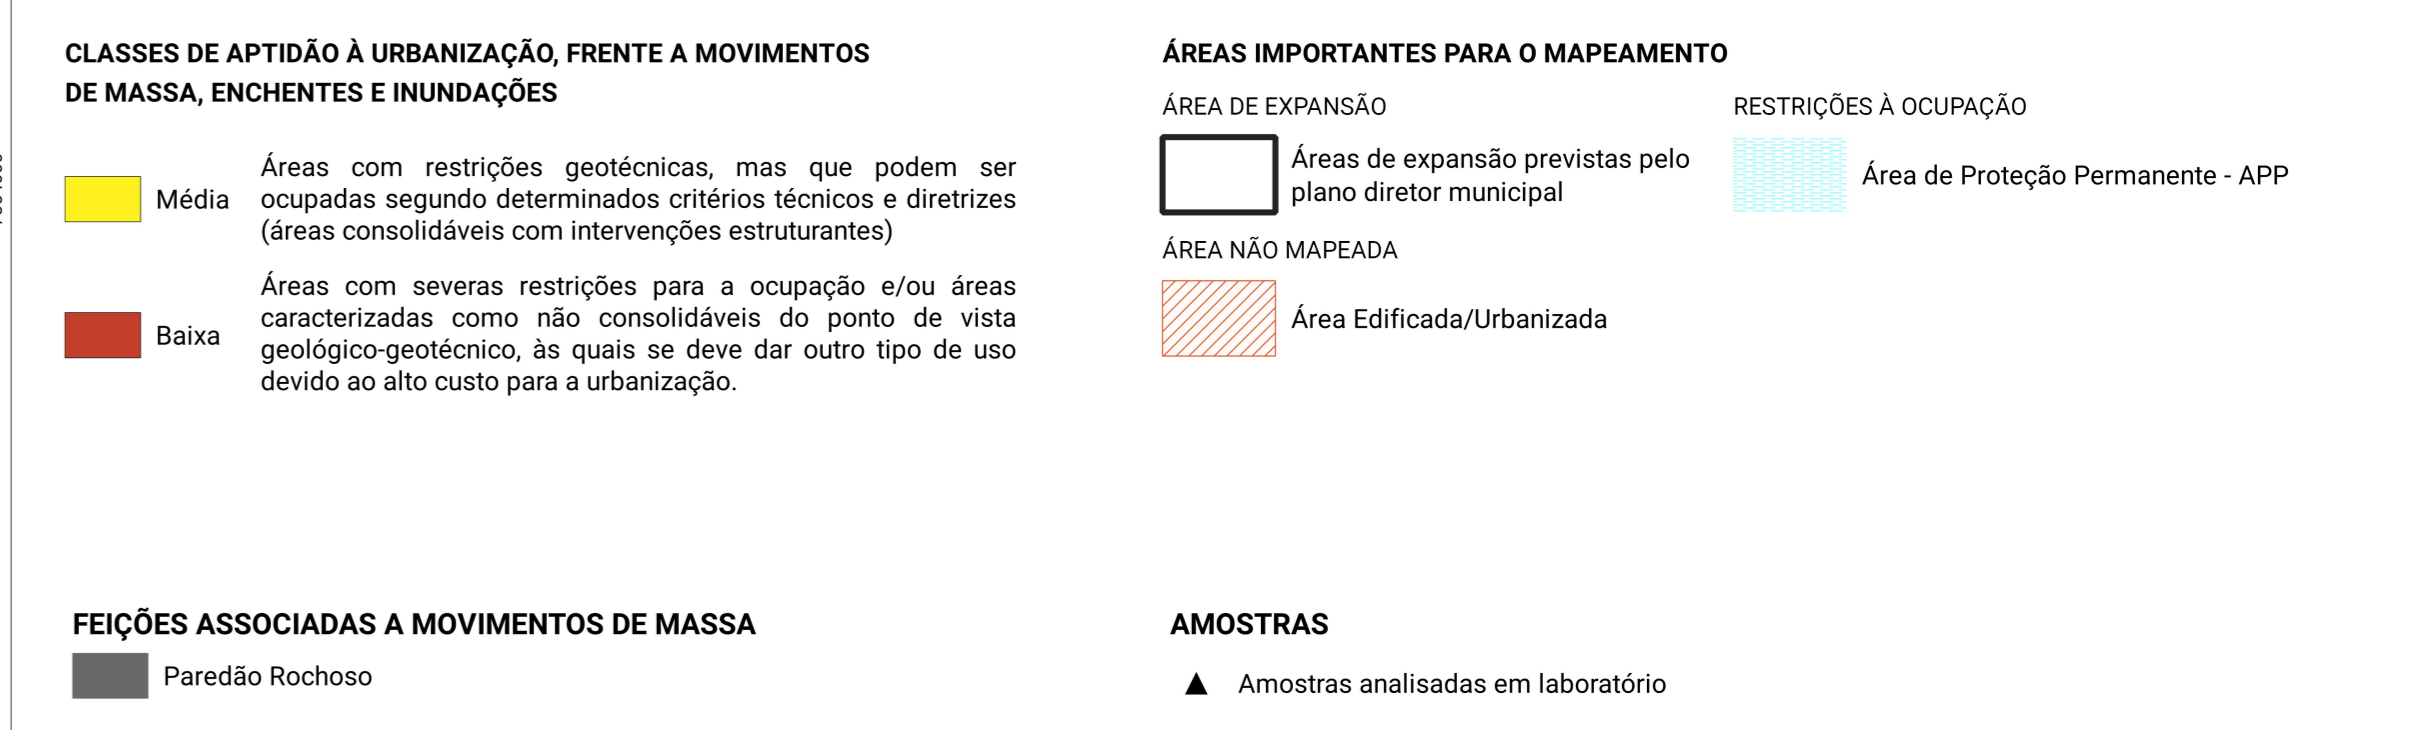 CLASSES DE APTIDÃO À URBANIZAÇÃO, FRENTE A MOVIMENTOS
DE MASSA, ENCHENTES E INUNDAÇÕES
Média
Áreas com restrições geotécnicas, mas que podem ser
ocupadas segundo determinados critérios técnicos e diretrizes
(áreas consolidáveis com intervenções estruturantes)
Baixa
Áreas com severas restrições para a ocupação e/ou áreas
caracterizadas como não consolidáveis do ponto de vista
geológico-geotécnico, às quais se deve dar outro tipo de uso
devido ao alto custo para a urbanização.
ÁREAS IMPORTANTES PARA O MAPEAMENTO
ÁREA DE EXPANSÃO
Áreas de expansão previstas pelo
plano diretor municipal
RESTRIÇÕES À OCUPAÇÃO
Área de Proteção Permanente - APP
ÁREA NÃO MAPEADA
Área Edificada/Urbanizada
FEIÇÕES ASSOCIADAS A MOVIMENTOS DE MASSA
Paredão Rochoso
AMOSTRAS
Amostras analisadas em laboratório